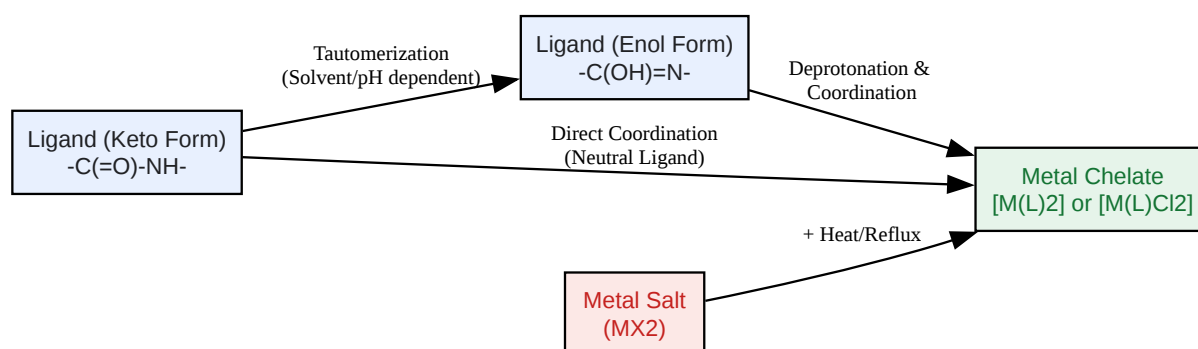 Ligand (Enol Form)
-C(OH)=N-
Tautomerization
(Solvent/pH dependent)
Deprotonation &
Coordination
Ligand (Keto Form)
-C(=O)-NH-
Direct Coordination
(Neutral Ligand)
Metal Chelate
[M(L)2] or [M(L)Cl2]
+ Heat/Reflux
Metal Salt
(MX2)